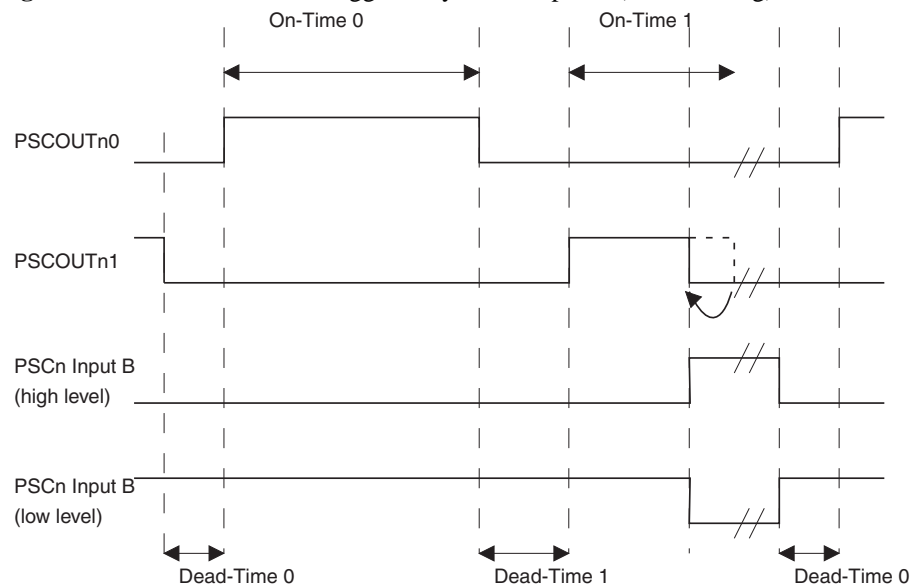 On-Time 0
On-Time 1
PSCOUTn0
PSCOUTn1
PSCn Input B
(high level)
PSCn Input B
(low level)
Dead-Time 0
Dead-Time 1
Dead-Time 0